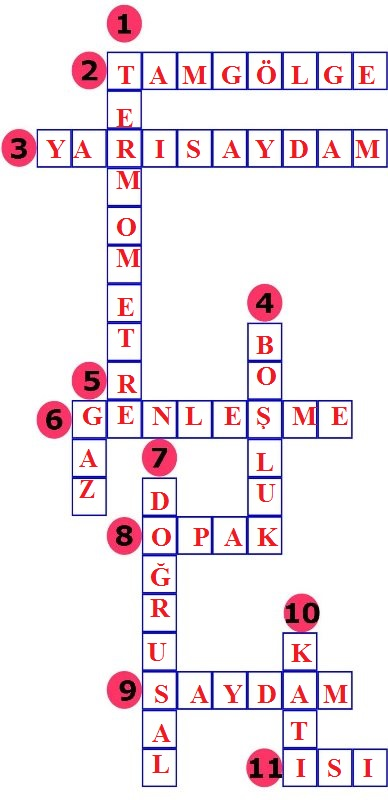 1 TERMOMETRE
2 TAMGÖLGE
3 YARISAYDAM
4 BOŞLUK
5 GAZ
6 GENLEŞME
7 DOĞRUSAL
8 OPAK
10 KATI
9 SAYDAM
11 ISI